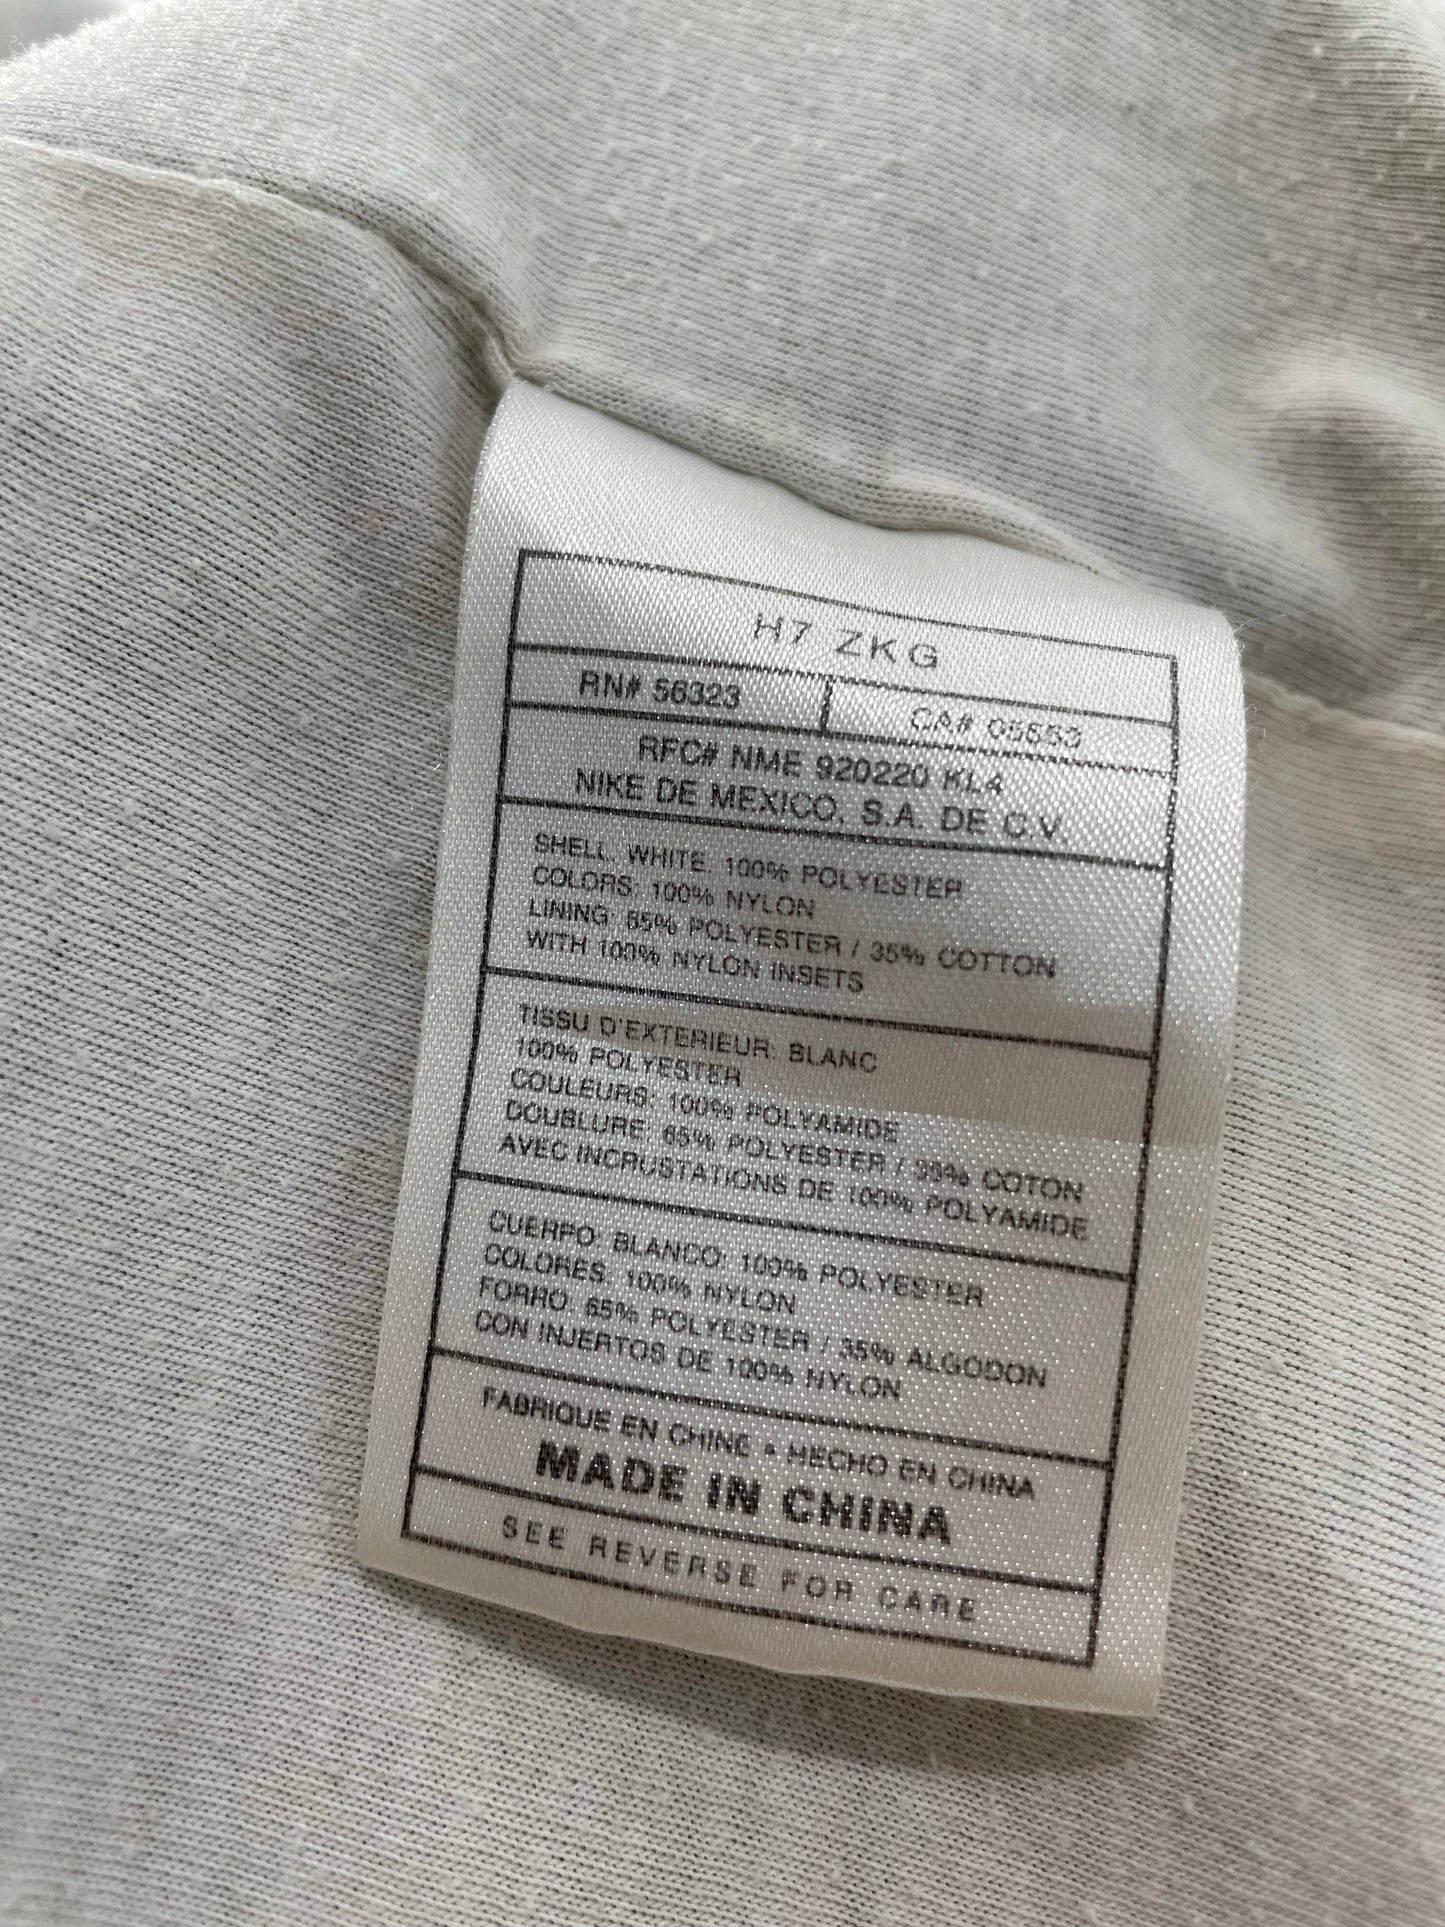 H7 ZKG
RN# 56323
CA# 05553
RFC# NME 920220 KL4
NIKE DE MEXICO, S.A. DE C.V.
SHELL: WHITE: 100% POLYESTER
COLORS: 100% NYLON
LINING: 65% POLYESTER / 35% COTTON
WITH 100% NYLON INSETS
TISSU D'EXTERIEUR: BLANC
100% POLYESTER
COULEURS: 100% POLYAMIDE
DOUBLURE: 65% POLYESTER / 35% COTON
AVEC INCRUSTATIONS DE 100% POLYAMIDE
CUERPO: BLANCO: 100% POLYESTER
COLORES: 100% NYLON
FORRO: 65% POLYESTER / 35% ALGODON
CON INJERTOS DE 100% NYLON
FABRIQUE EN CHINE • HECHO EN CHINA
MADE IN CHINA
SEE REVERSE FOR CARE